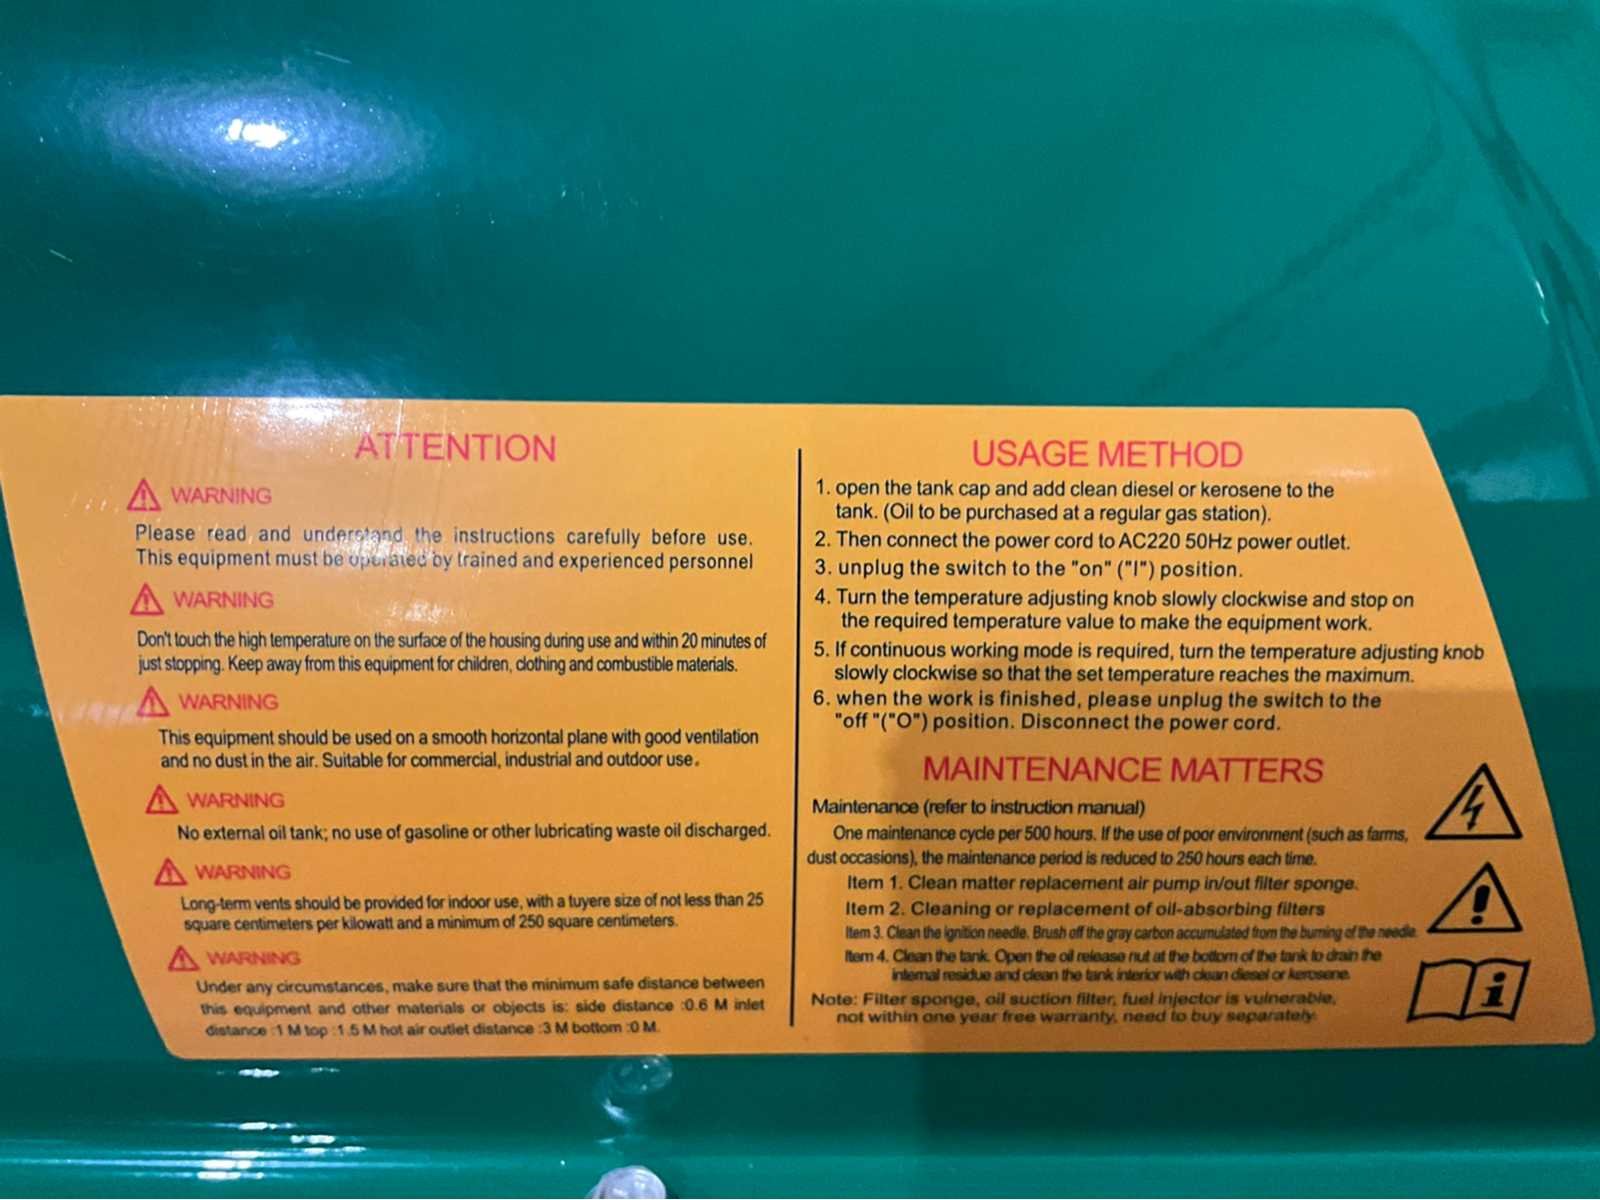 ATTENTION
WARNING
Please read and understand the instructions carefully before use.
This equipment must be operated by trained and experienced personnel
WARNING
Don't touch the high temperature on the surface of the housing during use and within 20 minutes of
just stopping. Keep away from this equipment for children, clothing and combustible materials.
WARNING
This equipment should be used on a smooth horizontal plane with good ventilation
and no dust in the air. Suitable for commercial, industrial and outdoor use.
WARNING
No external oil tank; no use of gasoline or other lubricating waste oil discharged.
WARNING
Long-term vents should be provided for indoor use, with a tuyere size of not less than 25
square centimeters per kilowatt and a minimum of 250 square centimeters.
WARNING
Under any circumstances, make sure that the minimum safe distance between
this equipment and other materials or objects is: side distance :0.6 M inlet
distance :1 M top :1.5 M hot air outlet distance :3 M bottom :0 M.
USAGE METHOD
1. open the tank cap and add clean diesel or kerosene to the
tank. (Oil to be purchased at a regular gas station).
2. Then connect the power cord to AC220 50Hz power outlet.
3. unplug the switch to the "on" ("I") position.
4. Turn the temperature adjusting knob slowly clockwise and stop on
the required temperature value to make the equipment work.
5. If continuous working mode is required, turn the temperature adjusting knob
slowly clockwise so that the set temperature reaches the maximum.
6. when the work is finished, please unplug the switch to the
"off "("O") position. Disconnect the power cord.
MAINTENANCE MATTERS
Maintenance (refer to instruction manual)
One maintenance cycle per 500 hours. If the use of poor environment (such as farms,
dust occasions), the maintenance period is reduced to 250 hours each time.
Item 1. Clean matter replacement air pump in/out filter sponge.
Item 2. Cleaning or replacement of oil-absorbing filters
Item 3. Clean the ignition needle. Brush off the gray carbon accumulated from the burning of the needle.
Item 4. Clean the tank. Open the oil release nut at the bottom of the tank to drain the
internal residue and clean the tank interior with clean diesel or kerosene.
Note: Filter sponge, oil suction filter, fuel injector is vulnerable,
not within one year free warranty, need to buy separately.